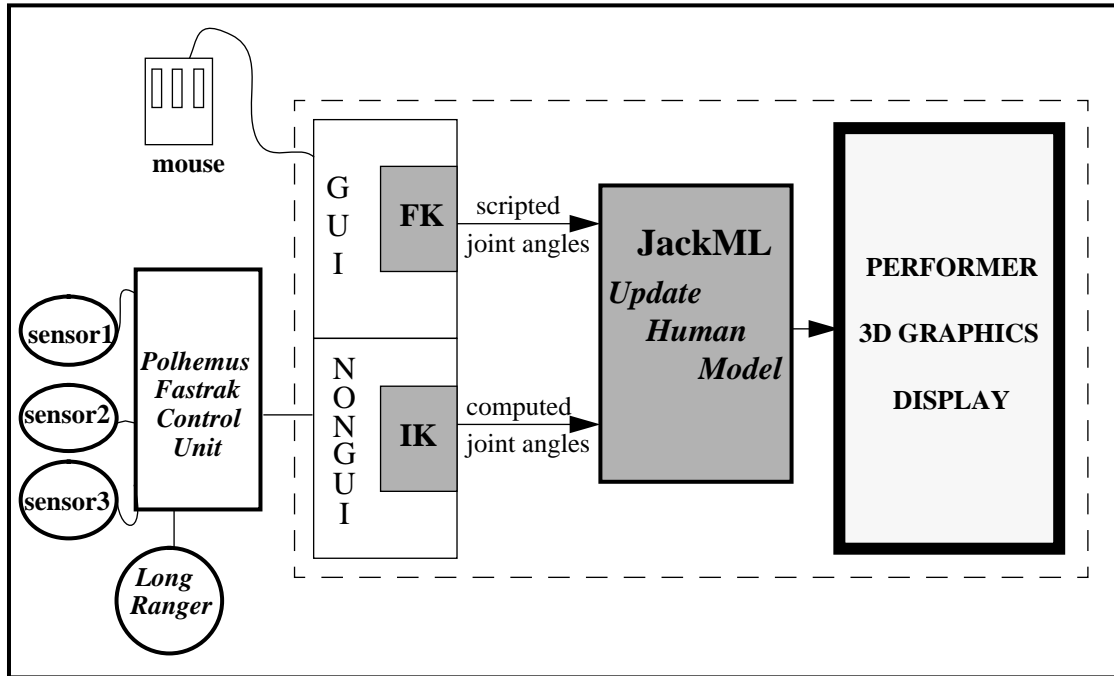 mouse
G
U
I
FK
scripted
joint angles
JackML
Update
Human
Model
PERFORMER
3D GRAPHICS
DISPLAY
sensor1
sensor2
sensor3
Polhemus
Fastrak
Control
Unit
Long
Ranger
N
O
N
G
U
I
IK
computed
joint angles